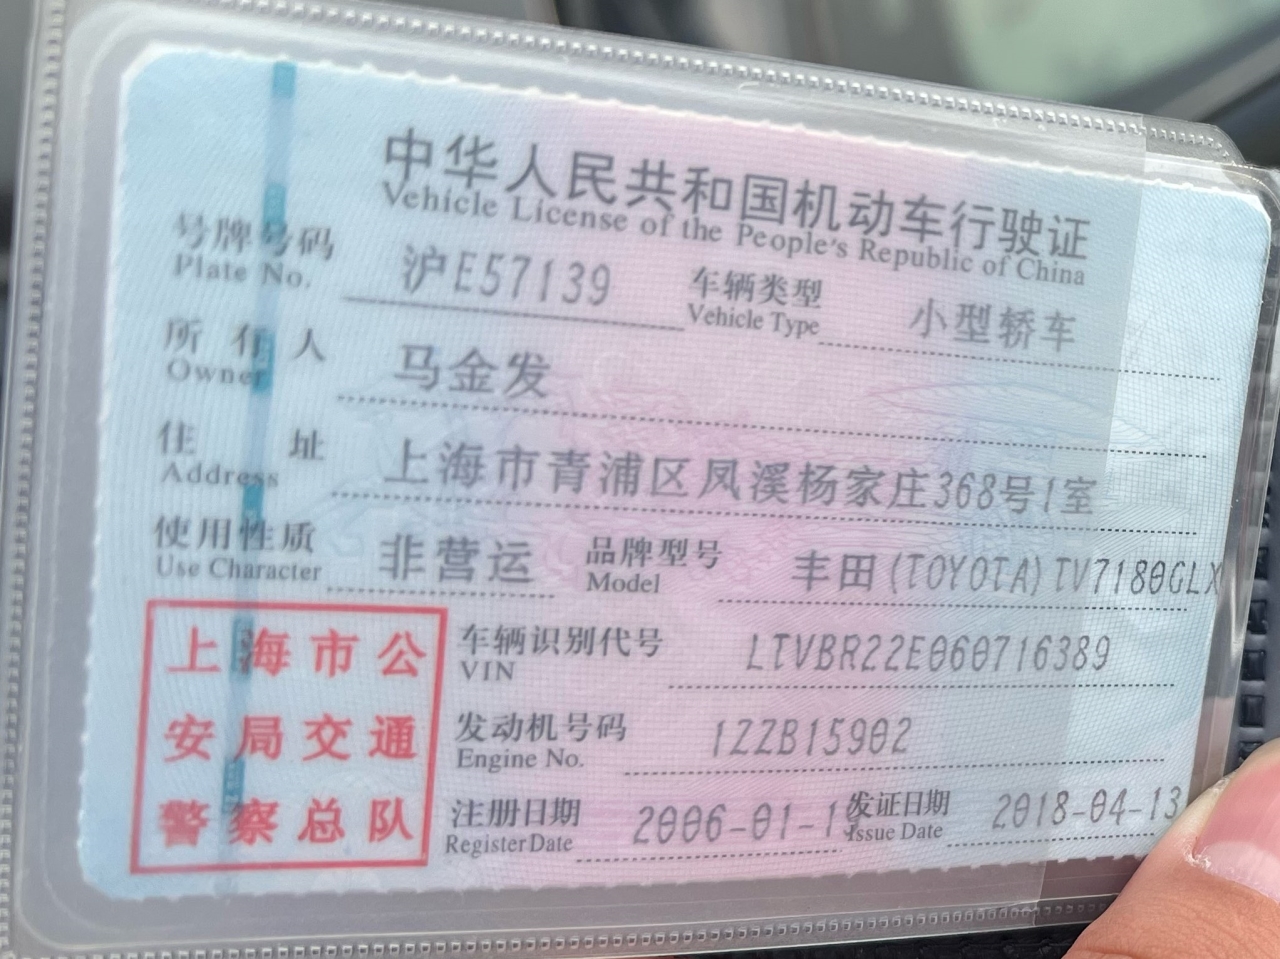 中华人民共和国机动车行驶证
Vehicle License of the People's Republic of China
号牌号码 沪E57139 车辆类型 小型轿车
Plate No. Vehicle Type
所有人 马金发
Owner
住址 上海市青浦区凤溪杨家庄368号1室
Address
使用性质 非营运 品牌型号 丰田(TOYOTA)TV7180GLX
Use Character Model
上海市公
安局交通
警察总队
车辆识别代号 LTVBR22E060716389
VIN
发动机号码 1ZZB15902
Engine No.
注册日期 2006-01- 发证日期 2018-04-13
Register Date Issue Date